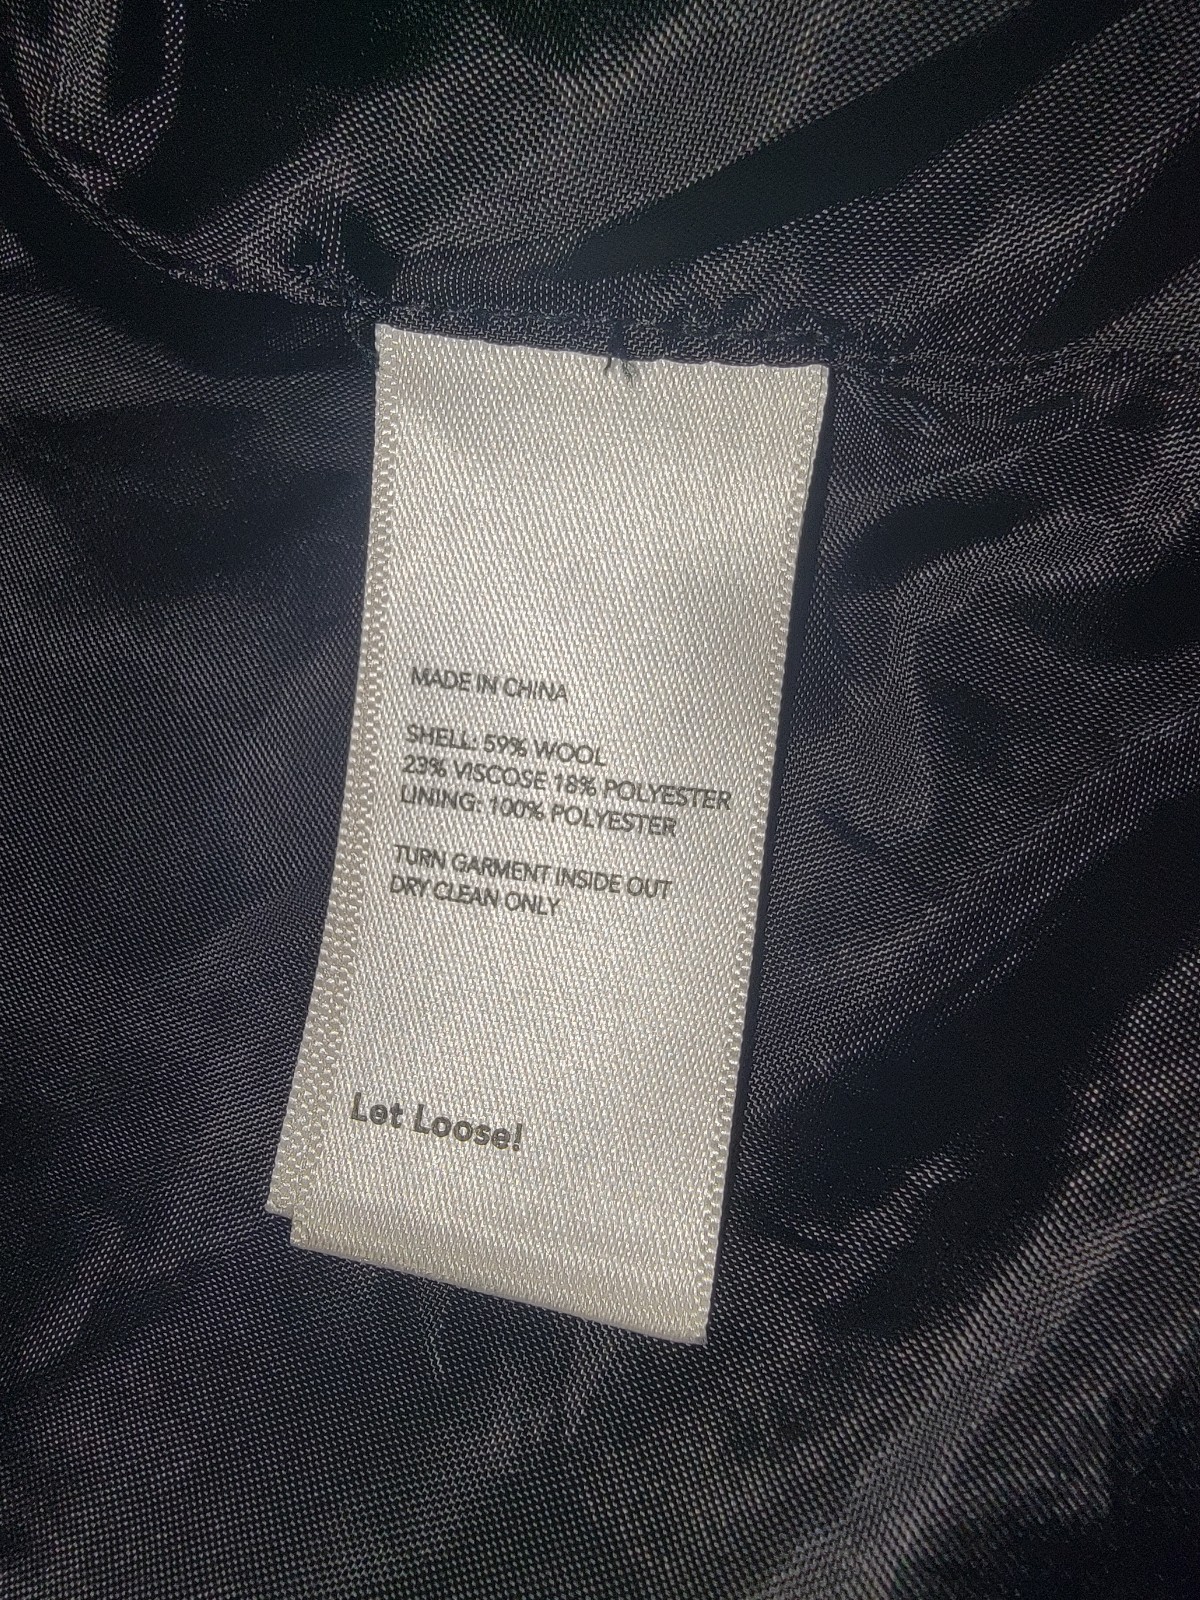 MADE IN CHINA
SHELL: 59% WOOL
23% VISCOSE 18% POLYESTER
LINING: 100% POLYESTER
TURN GARMENT INSIDE OUT
DRY CLEAN ONLY
Let Loose!